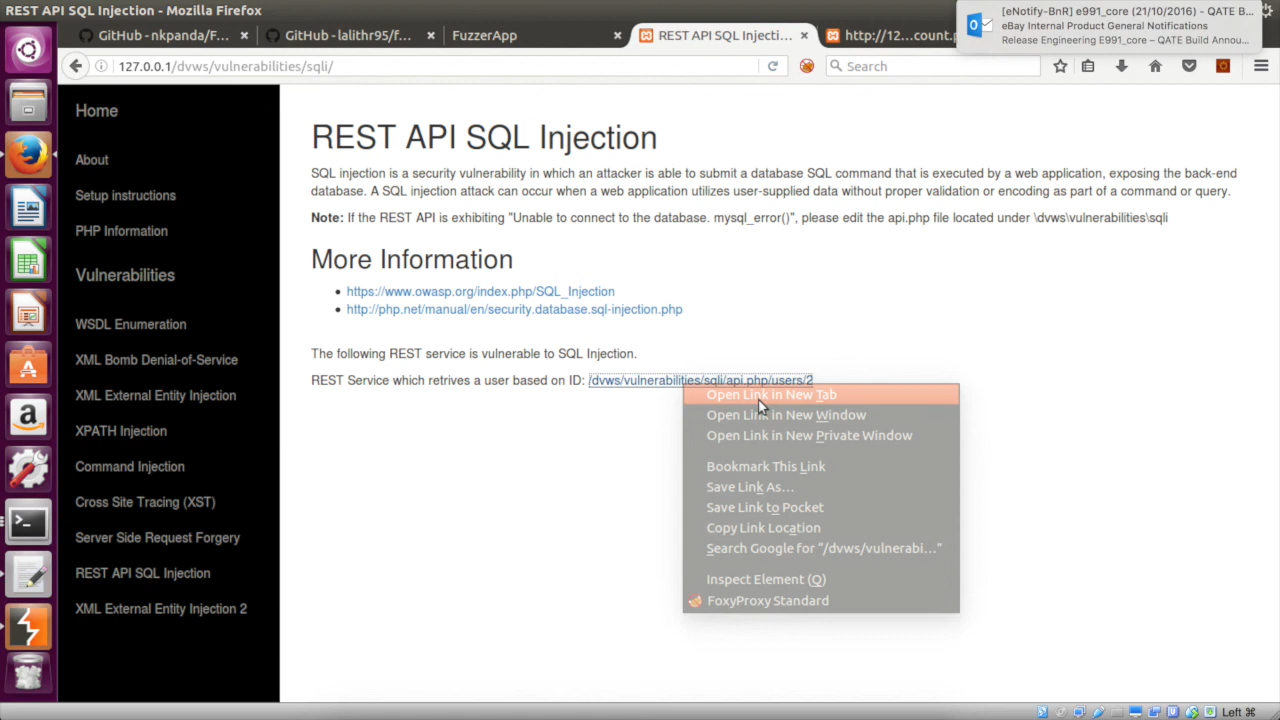 REST API SQL Injection - Mozilla Firefox
[eNotify-BnR] e991_core (21/10/2016) - QATE B...
eBay Internal Product General Notifications
Release Engineering E991_core – QATE Build Annou...
GitHub - nkpanda/F...
GitHub - lalith95/f...
FuzzerApp
REST API SQL Injecti...
http://12...count.p
127.0.0.1/dvws/vulnerabilities/sqli/
Search
Home
About
Setup instructions
PHP Information
Vulnerabilities
WSDL Enumeration
XML Bomb Denial-of-Service
XML External Entity Injection
XPATH Injection
Command Injection
Cross Site Tracing (XST)
Server Side Request Forgery
REST API SQL Injection
XML External Entity Injection 2
REST API SQL Injection
SQL injection is a security vulnerability in which an attacker is able to submit a database SQL command that is executed by a web application, exposing the back-end
database. A SQL injection attack can occur when a web application utilizes user-supplied data without proper validation or encoding as part of a command or query.
Note: If the REST API is exhibiting "Unable to connect to the database. mysql_error()", please edit the api.php file located under \dvws\vulnerabilities\sqli
More Information
https://www.owasp.org/index.php/SQL_Injection
http://php.net/manual/en/security.database.sql-injection.php
The following REST service is vulnerable to SQL Injection.
REST Service which retrives a user based on ID: /dvws/vulnerabilities/sqli/api.php/users/2
Open Link in New Tab
Open Link in New Window
Open Link in New Private Window
Bookmark This Link
Save Link As...
Save Link to Pocket
Copy Link Location
Search Google for "/dvws/vulnerabi..."
Inspect Element (Q)
FoxyProxy Standard
Left ⌘